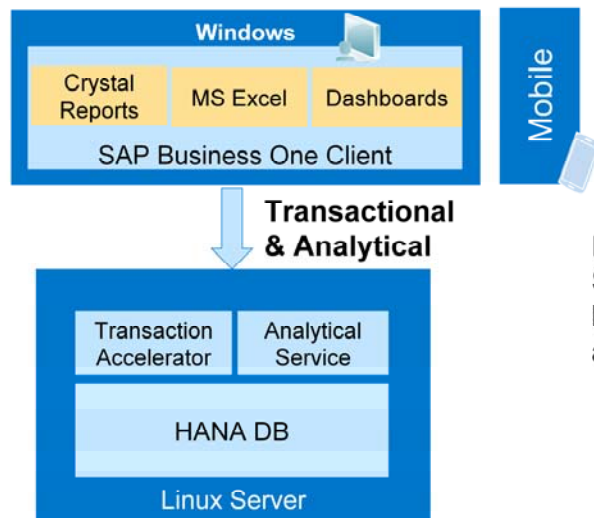 Windows
Crystal
Reports
MS Excel
Dashboards
SAP Business One Client
Mobile
Transactional
& Analytical
Transaction
Accelerator
Analytical
Service
HANA DB
Linux Server